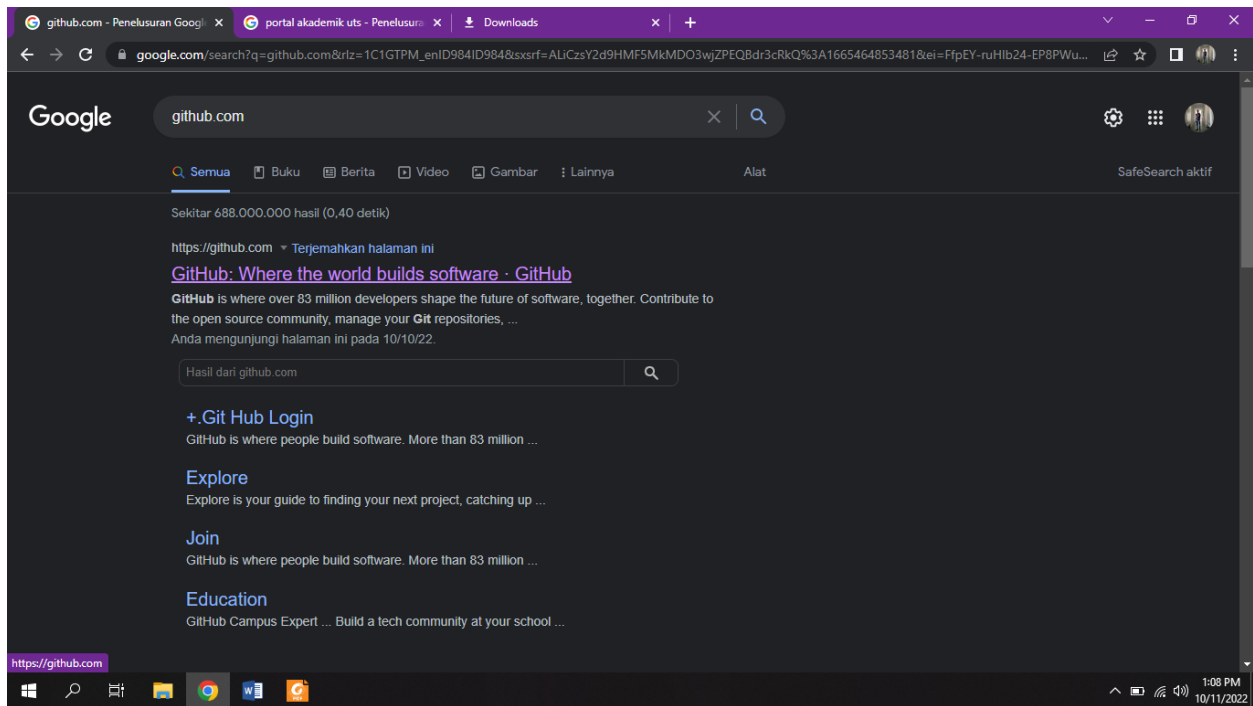 github.com - Penelusuran Googl
portal akademik uts - Penelusura
Downloads
google.com/search?q=github.com&rlz=1C1GTPM_enID984ID984&sxsrf=ALiCzsY2d9HMF5MkMDO3wjZPEQBdr3cRkQ%3A1665464853481&ei=FfpEY-ruHIb24-EP8PWu...
Google
github.com
Semua Buku Berita Video Gambar Lainnya Alat SafeSearch aktif
Sekitar 688.000.000 hasil (0,40 detik)
https://github.com Terjemahkan halaman ini
GitHub: Where the world builds software · GitHub
GitHub is where over 83 million developers shape the future of software, together. Contribute to
the open source community, manage your Git repositories, ...
Anda mengunjungi halaman ini pada 10/10/22.
Hasil dari github.com
+.Git Hub Login
GitHub is where people build software. More than 83 million ...
Explore
Explore is your guide to finding your next project, catching up ...
Join
GitHub is where people build software. More than 83 million ...
Education
GitHub Campus Expert ... Build a tech community at your school ...
https://github.com
1:08 PM
10/11/2022